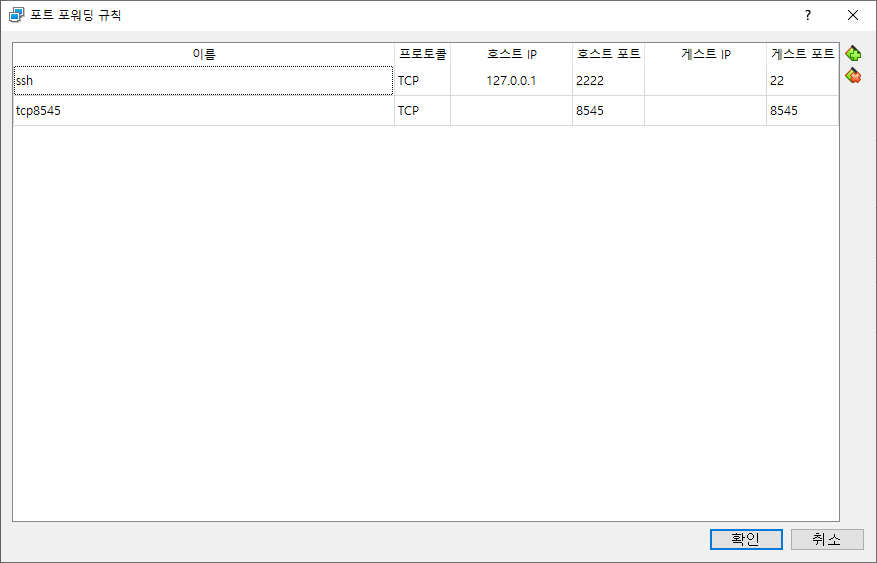 포트 포워딩 규칙
이름 프로토콜 호스트 IP 호스트 포트 게스트 IP 게스트 포트
ssh TCP 127.0.0.1 2222 22
tcp8545 TCP 8545 8545
확인 취소